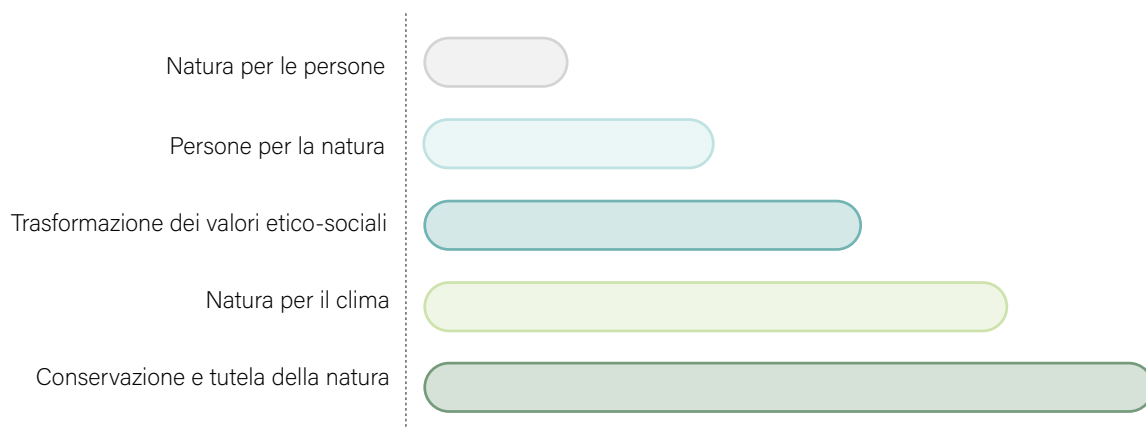 Natura per le persone
Persone per la natura
Trasformazione dei valori etico-sociali
Natura per il clima
Conservazione e tutela della natura